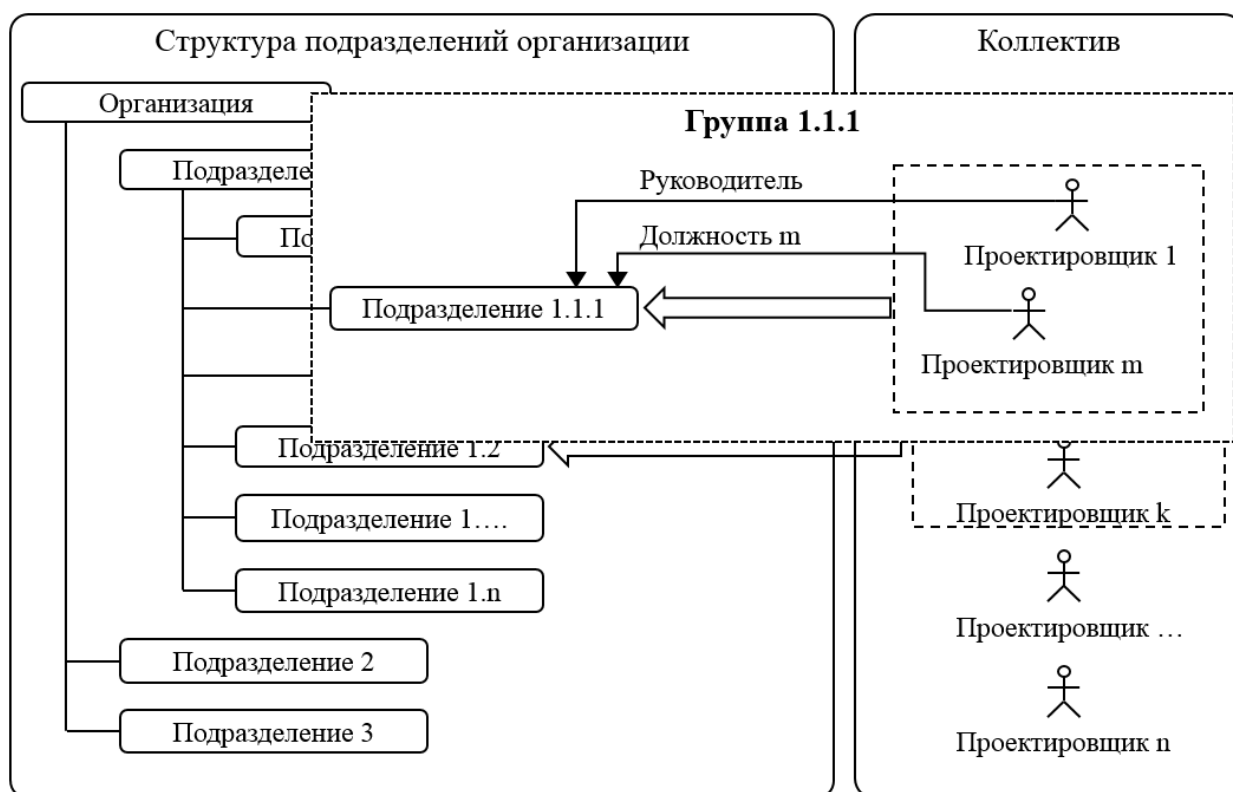 Структура подразделений организации
Коллектив
Организация
Группа 1.1.1
Подразделе
Руководитель
По
Должность m
Проектировщик 1
Подразделение 1.1.1
Проектировщик m
Подразделение 1.2
Подразделение 1….
Проектировщик k
Подразделение 1.n
Проектировщик …
Подразделение 2
Подразделение 3
Проектировщик n